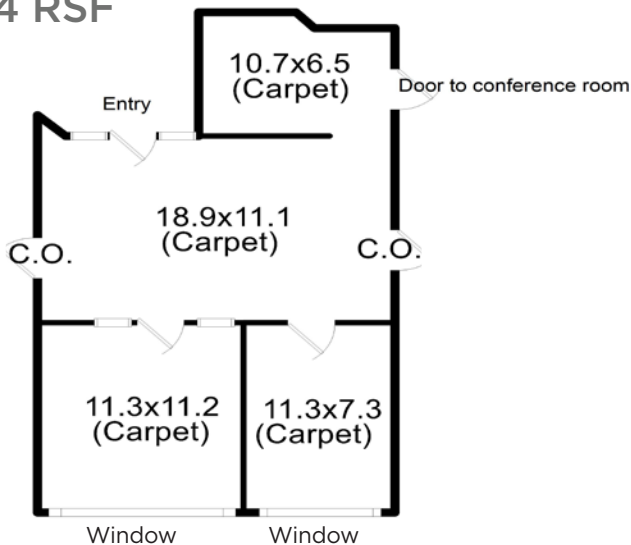 4 RSF
10.7x6.5
(Carpet)
Door to conference room
Entry
18.9x11.1
(Carpet)
C.O.
C.O.
11.3x11.2
(Carpet)
11.3x7.3
(Carpet)
Window
Window